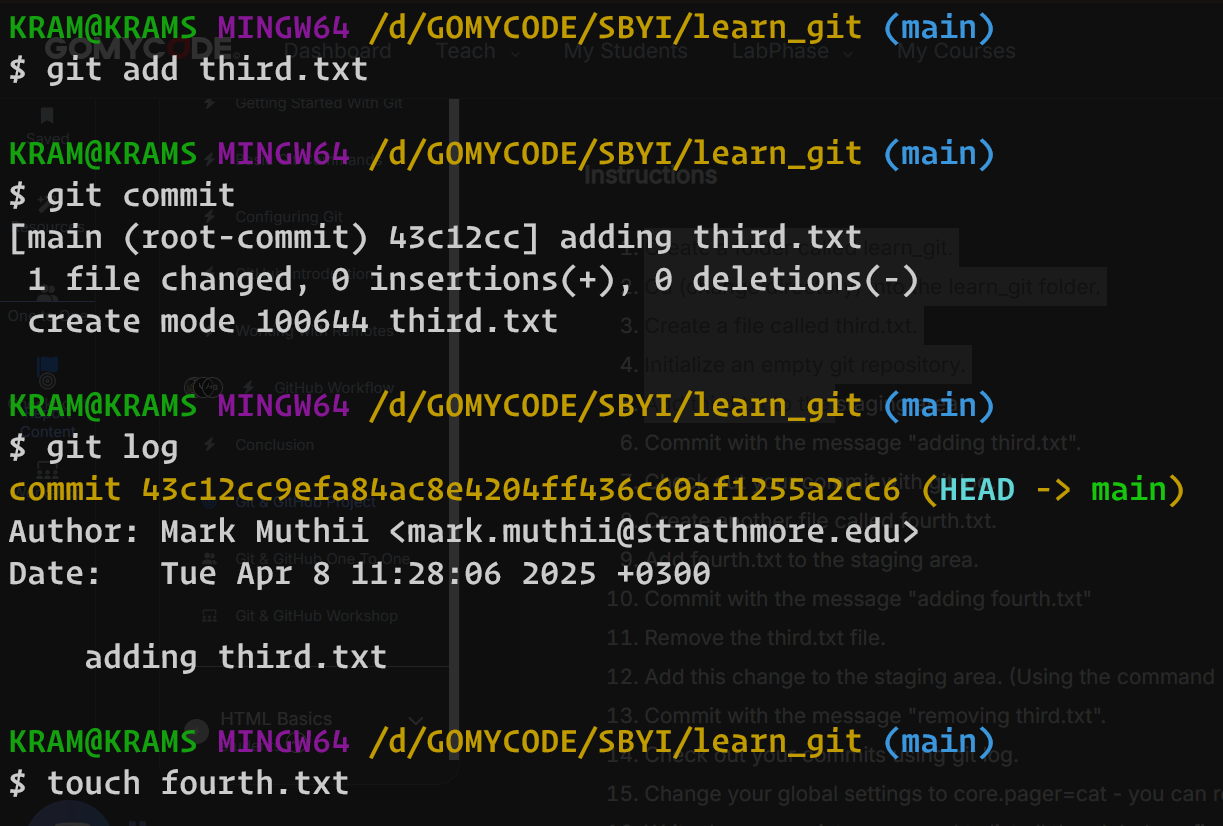 KRAM@KRAMS MINGW64 /d/GOMYCODE/SBYI/learn_git (main)
GOMYCODE Dashboard Teach My Students LabPhase My Courses
$ git add third.txt
Getting Started With Git
Saved
KRAM@KRAMS MINGW64 /d/GOMYCODE/SBYI/learn_git (main)
Instructions
$ git commit
Configuring Git
[main (root-commit) 43c12cc] adding third.txt
1. Create a folder called learn_git.
1 file changed, 0 insertions(+), 0 deletions(-)
the learn_git folder.
create mode 100644 third.txt
3. Create a file called third.txt.
4. Initialize an empty git repository.
GitHub Workflow
KRAM@KRAMS MINGW64 /d/GOMYCODE/SBYI/learn_git (main)
Content
$ git log
Conclusion
6. Commit with the message "adding third.txt".
commit 43c12cc9efa84ac8e4204ff436c60af1255a2cc6 (HEAD -> main)
Git & GitHub Project
8. Create another file called fourth.txt.
Author: Mark Muthii <mark.muthii@strathmore.edu>
Git & GitHub One To One
9. Add fourth.txt to the staging area.
Date:   Tue Apr 8 11:28:06 2025 +0300
10. Commit with the message "adding fourth.txt"
Git & GitHub Workshop
11. Remove the third.txt file.
adding third.txt
12. Add this change to the staging area. (Using the command
HTML Basics
13. Commit with the message "removing third.txt".
KRAM@KRAMS MINGW64 /d/GOMYCODE/SBYI/learn_git (main)
14. Check out your commits using git log.
$ touch fourth.txt
15. Change your global settings to core.pager=cat - you can